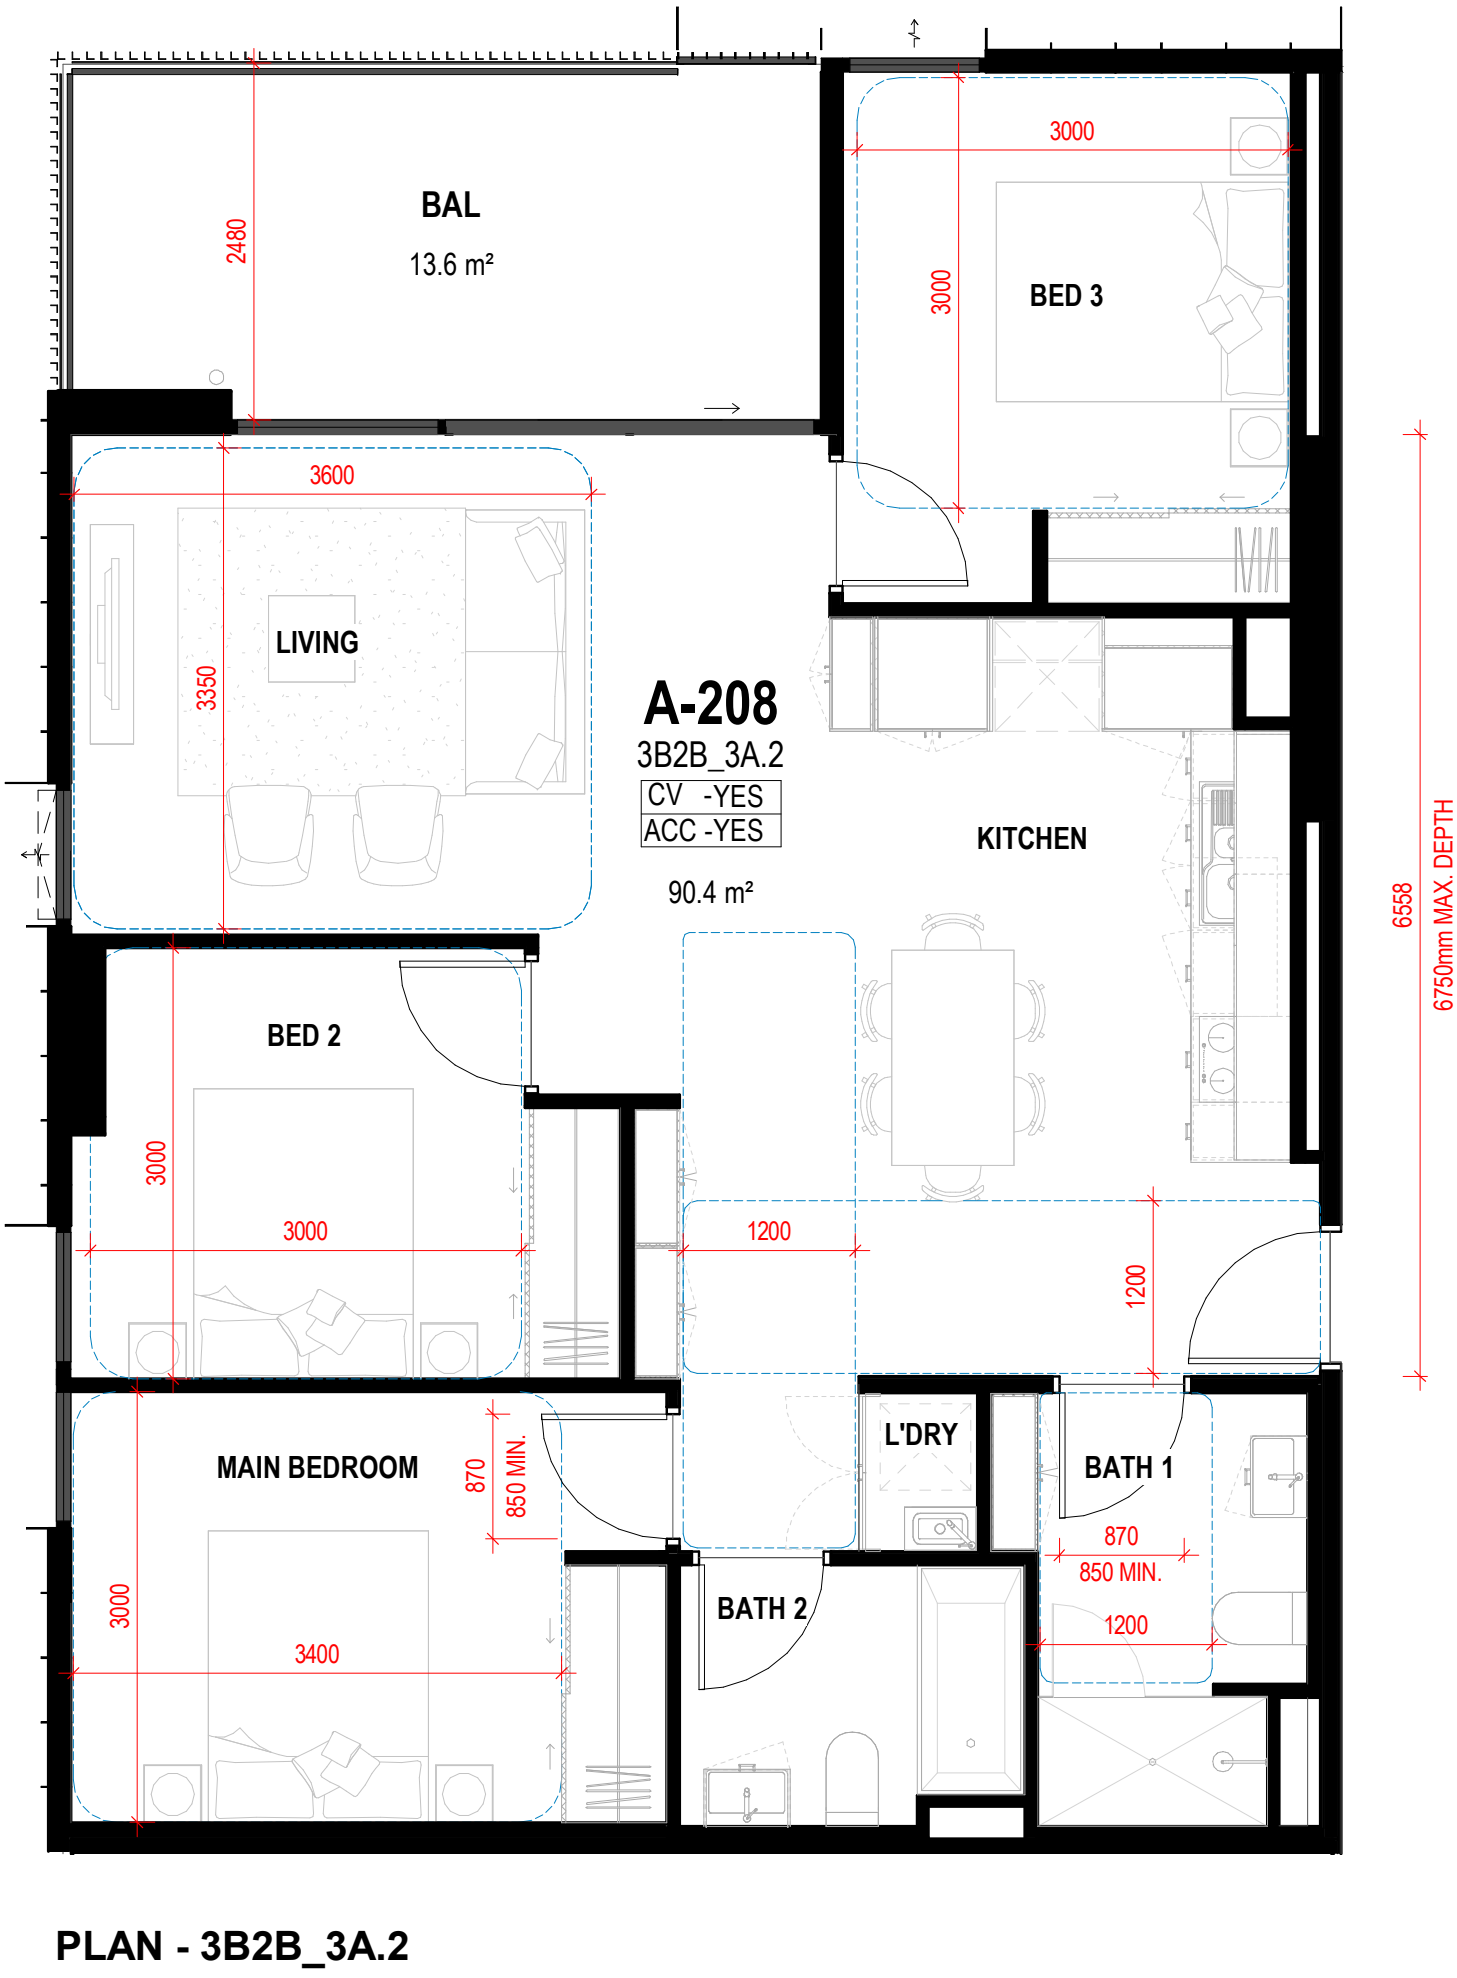 3000
BAL
13.6 m²
2480
3000
BED 3
3600
LIVING
3350
A-208
3B2B_3A.2
CV -YES
ACC -YES
90.4 m²
KITCHEN
6558
6750mm MAX. DEPTH
BED 2
3000
3000
1200
1200
MAIN BEDROOM
870
850 MIN.
L'DRY
BATH 1
870
850 MIN.
3000
3400
BATH 2
1200
PLAN - 3B2B_3A.2